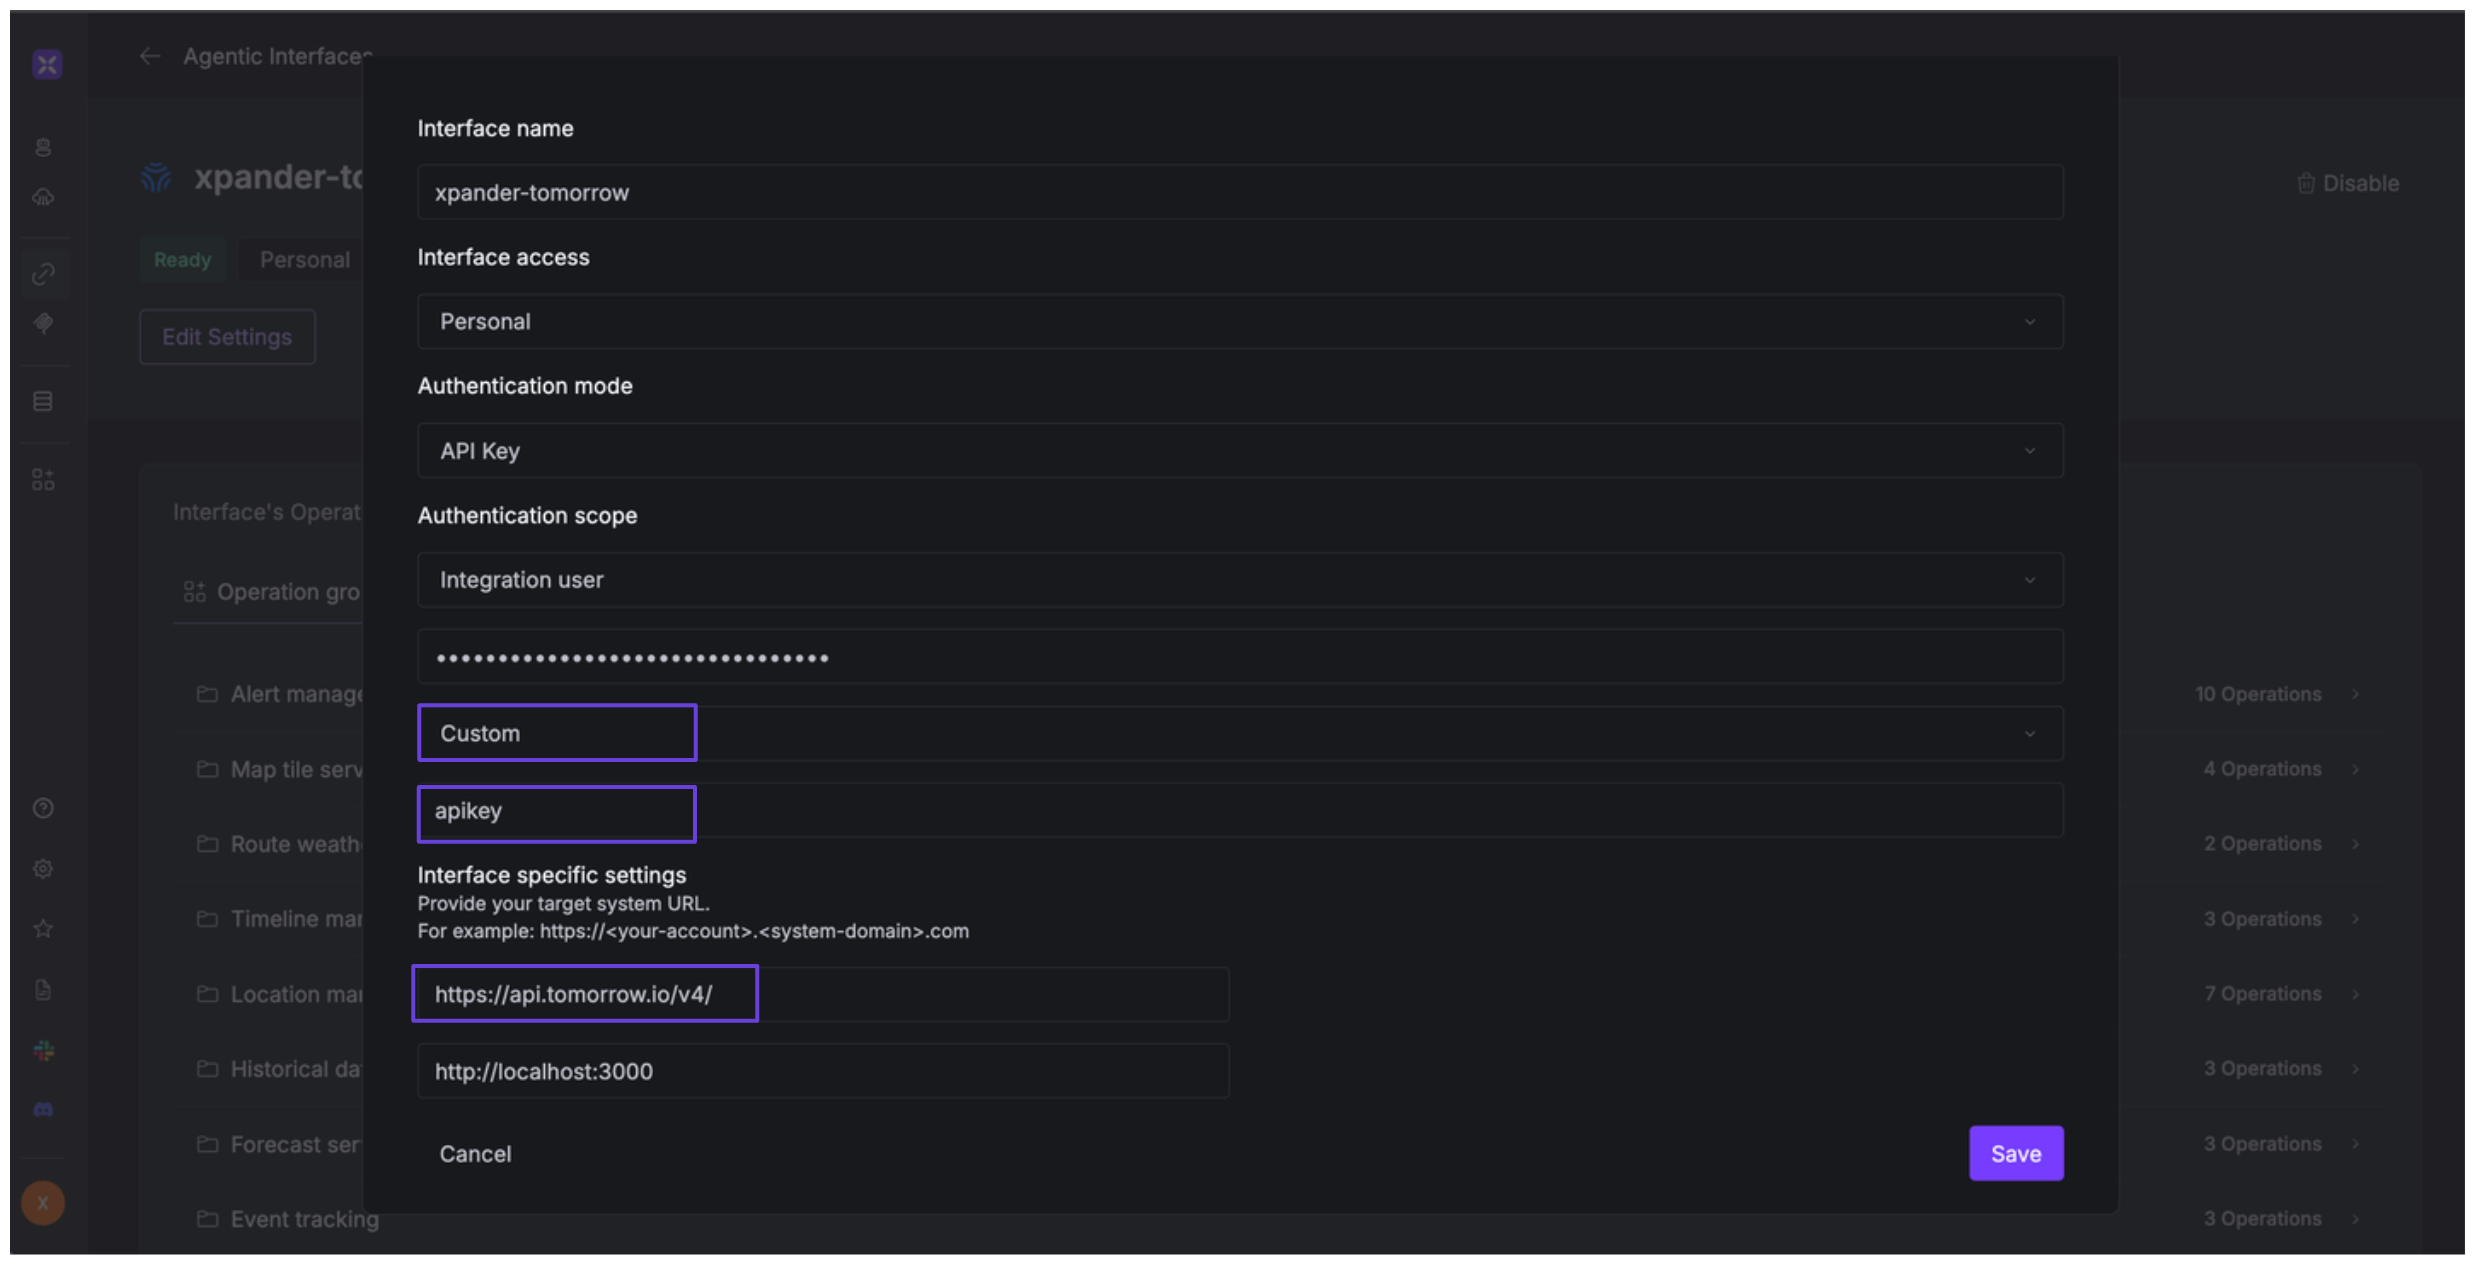 Agentic Interfaces
xpander-to
Disable
Ready
Personal
Edit Settings
Interface name
xpander-tomorrow
Interface access
Personal
Authentication mode
API Key
Authentication scope
Integration user
••••••••••••••••••••••••••••••••
Custom
apikey
Interface specific settings
Provide your target system URL.
For example: https://<your-account>.<system-domain>.com
https://api.tomorrow.io/v4/
http://localhost:3000
Cancel
Save
Interface's Operat
Operation gro
Alert manage
10 Operations
Map tile serv
4 Operations
Route weath
2 Operations
Timeline mar
3 Operations
Location mar
7 Operations
Historical da
3 Operations
Forecast ser
3 Operations
Event tracking
3 Operations
X